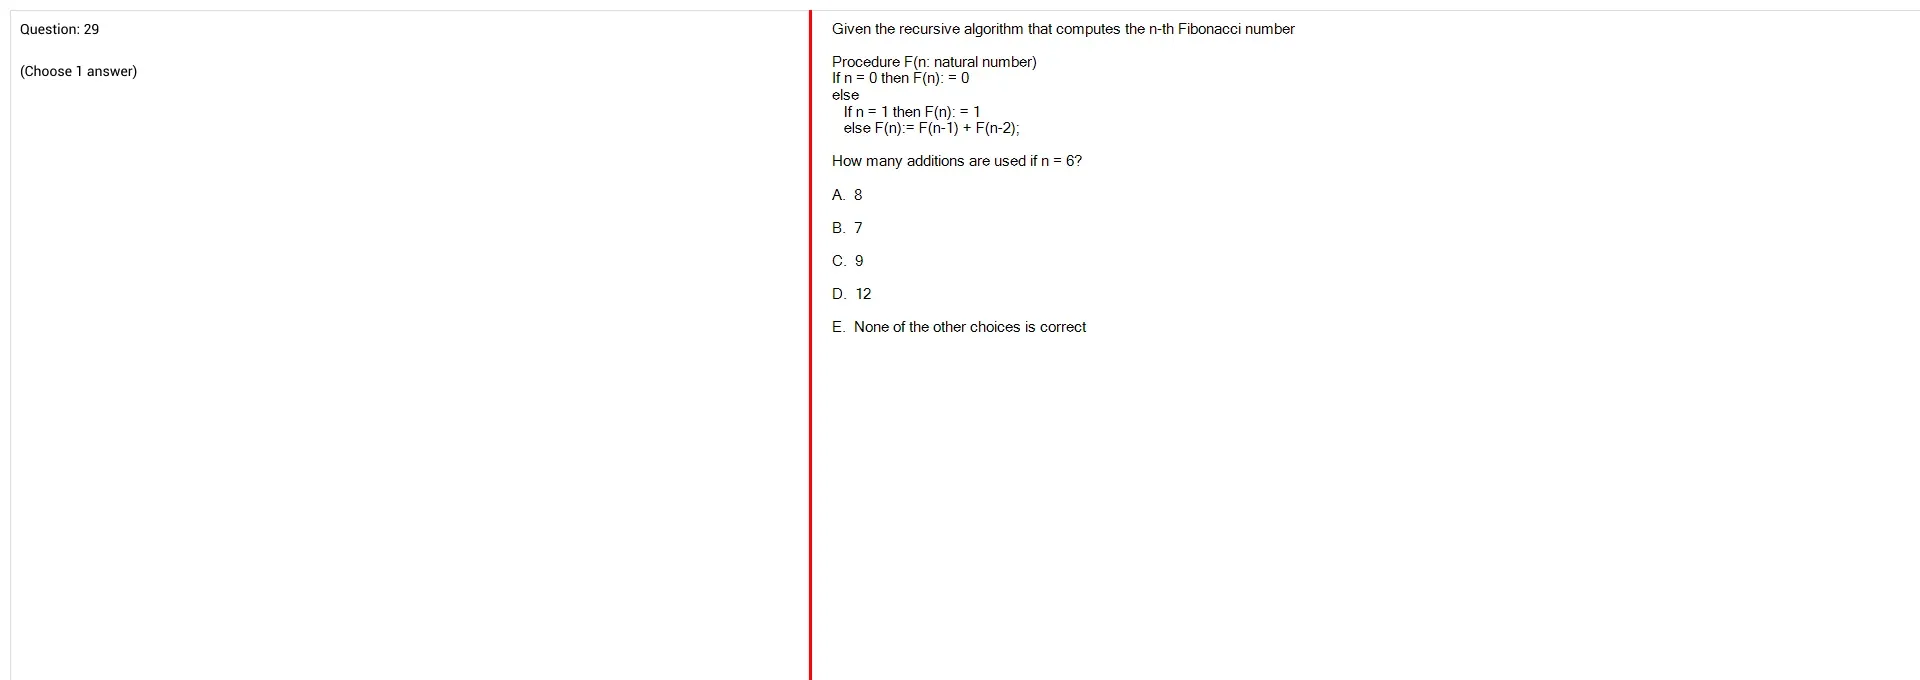 Question: 29
(Choose 1 answer)
Given the recursive algorithm that computes the n-th Fibonacci number
Procedure F(n: natural number)
If n = 0 then F(n): = 0
else
If n = 1 then F(n): = 1
else F(n):= F(n-1) + F(n-2);
How many additions are used if n = 6?
A. 8
B. 7
C. 9
D. 12
E. None of the other choices is correct